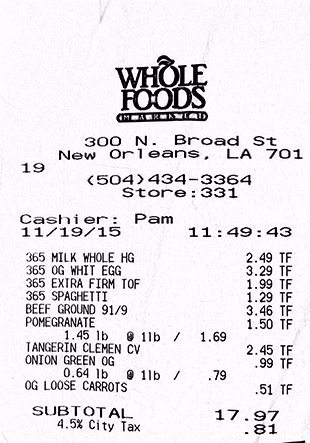 WHOLE
FOODS
MARKET
300 N. Broad St
New Orleans, LA 701
19
(504)434-3364
Store:331
Cashier: Pam
11/19/15 11:49:43
365 MILK WHOLE HG 2.49 TF
365 OG WHIT EGG 3.29 TF
365 EXTRA FIRM TOF 1.99 TF
365 SPAGHETTI 1.29 TF
BEEF GROUND 91/9 3.46 TF
POMEGRANATE 1.50 TF
1.45 lb @ 1lb / 1.69
TANGERIN CLEMEN CV 2.45 TF
ONION GREEN OG .99 TF
0.64 lb @ 1lb / .79
OG LOOSE CARROTS .51 TF
SUBTOTAL 17.97
4.5% City Tax .81